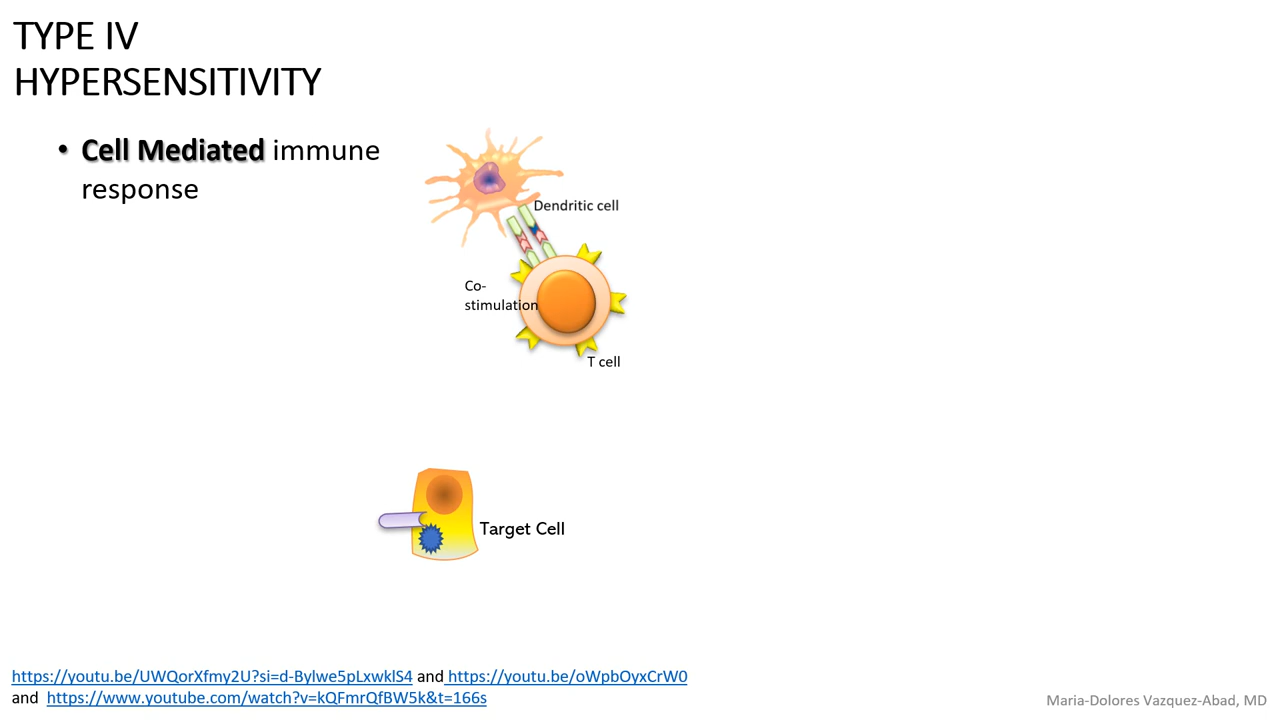 TYPE IV
HYPERSENSITIVITY
• Cell Mediated immune
response
Dendritic cell
Co-
stimulation
T cell
Target Cell
https://youtu.be/UWQorXfmy2U?si=d-Bylwe5pLxwklS4 and https://youtu.be/oWpbOyxCrW0
and https://www.youtube.com/watch?v=kQFmrQfBW5k&t=166s
Maria-Dolores Vazquez-Abad, MD